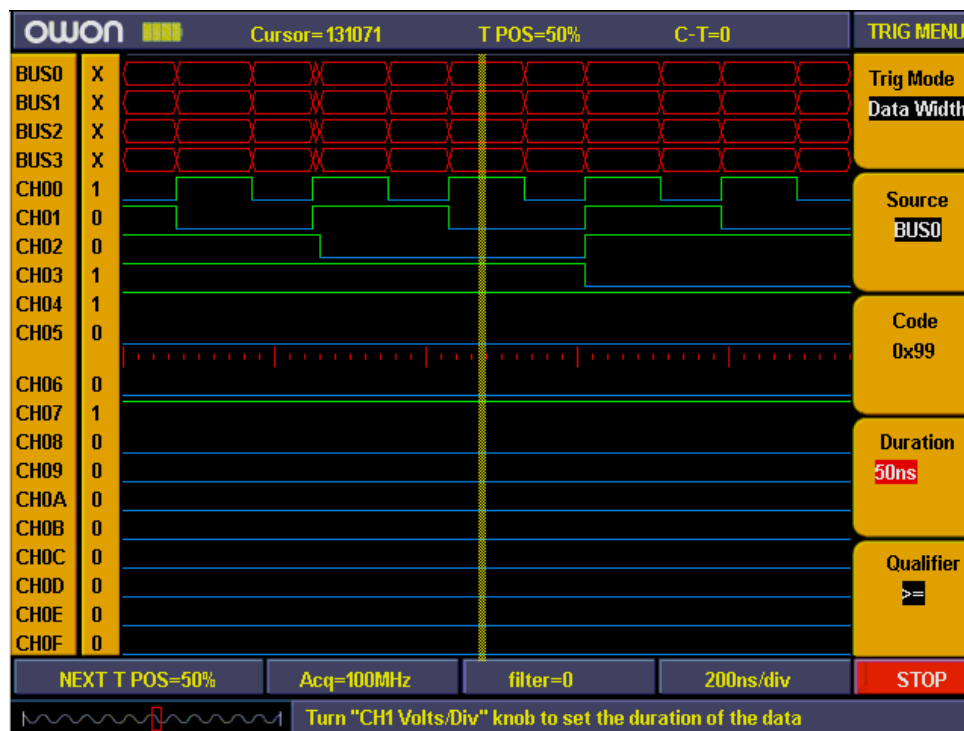 owon Cursor=131071 T POS=50% C-T=0 TRIG MENU
BUS0 X
BUS1 X
BUS2 X
BUS3 X
CH00 1
CH01 0
CH02 0
CH03 1
CH04 1
CH05 0
CH06 0
CH07 1
CH08 0
CH09 0
CH0A 0
CH0B 0
CH0C 0
CH0D 0
CH0E 0
CH0F 0
Trig Mode
Data Width
Source
BUS0
Code
0x99
Duration
50ns
Qualifier
>=
NEXT T POS=50% Acq=100MHz filter=0 200ns/div STOP
Turn "CH1 Volts/Div" knob to set the duration of the data